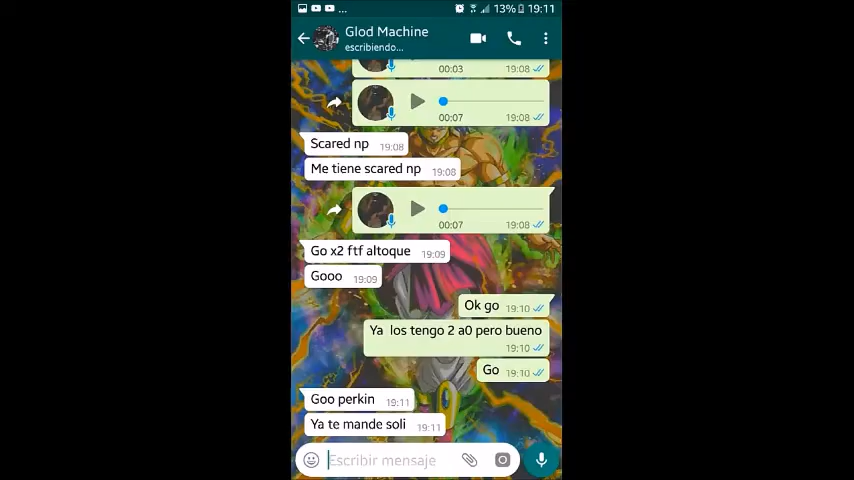 ... 13% 19:11
Glod Machine
escribiendo...
00:03 19:08
00:07 19:08
Scared np 19:08
Me tiene scared np 19:08
00:07 19:08
Go x2 ftf altoque 19:09
Gooo 19:09
Ok go 19:10
Ya los tengo 2 a0 pero bueno
19:10
Go 19:10
Goo perkin 19:11
Ya te mande soli 19:11
Escribir mensaje